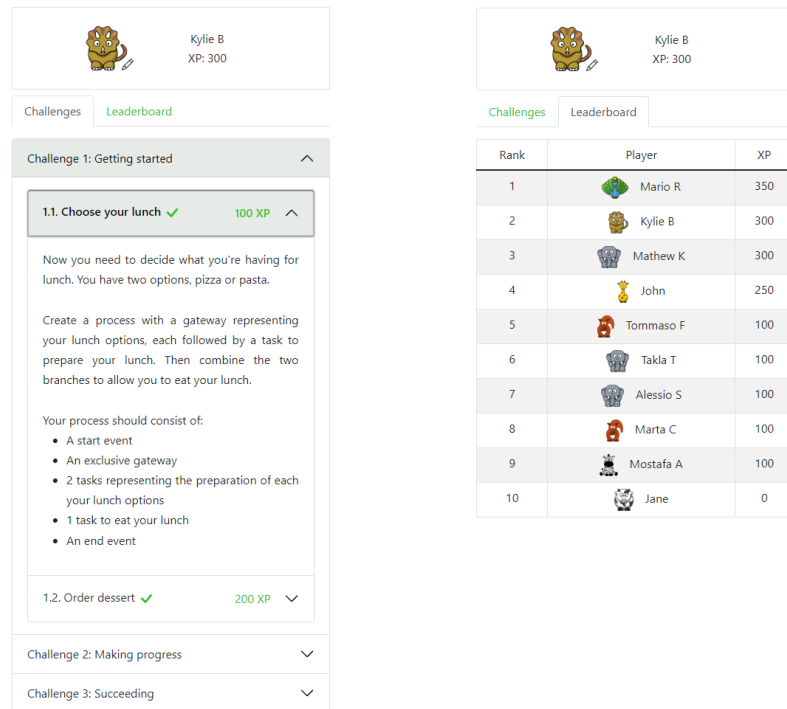 Kylie B
XP: 300
Challenges Leaderboard
Challenge 1: Getting started
1.1. Choose your lunch 100 XP
Now you need to decide what you're having for
lunch. You have two options, pizza or pasta.
Create a process with a gateway representing
your lunch options, each followed by a task to
prepare your lunch. Then combine the two
branches to allow you to eat your lunch.
Your process should consist of:
A start event
An exclusive gateway
2 tasks representing the preparation of each
your lunch options
1 task to eat your lunch
An end event
1.2. Order dessert 200 XP
Challenge 2: Making progress
Challenge 3: Succeeding
Kylie B
XP: 300
Challenges Leaderboard
Rank Player XP
1 Mario R 350
2 Kylie B 300
3 Mathew K 300
4 John 250
5 Tommaso F 100
6 Takla T 100
7 Alessio S 100
8 Marta C 100
9 Mostafa A 100
10 Jane 0